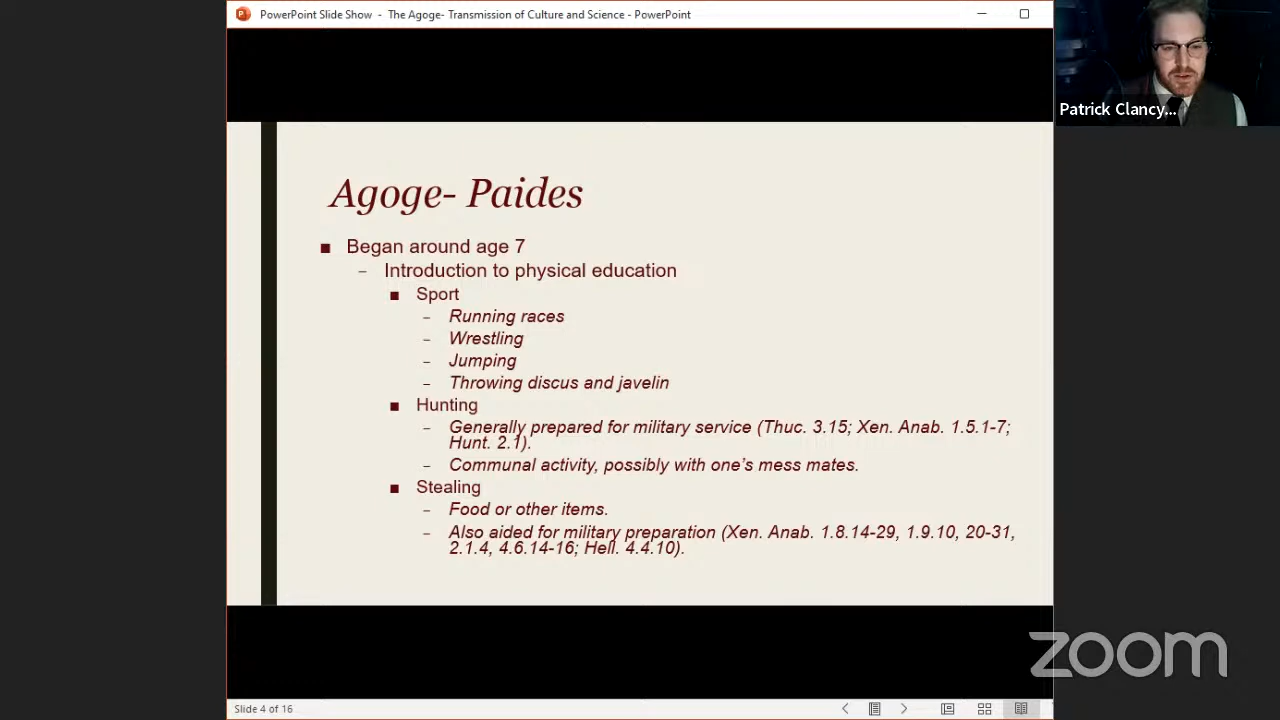 PowerPoint Slide Show - The Agoge- Transmission of Culture and Science - PowerPoint
Patrick Clancy...
Agoge- Paides
■ Began around age 7
– Introduction to physical education
■ Sport
– Running races
– Wrestling
– Jumping
– Throwing discus and javelin
■ Hunting
– Generally prepared for military service (Thuc. 3.15; Xen. Anab. 1.5.1-7;
Hunt. 2.1).
– Communal activity, possibly with one's mess mates.
■ Stealing
– Food or other items.
– Also aided for military preparation (Xen. Anab. 1.8.14-29, 1.9.10, 20-31,
2.1.4, 4.6.14-16; Hell. 4.4.10).
zoom
Slide 4 of 16